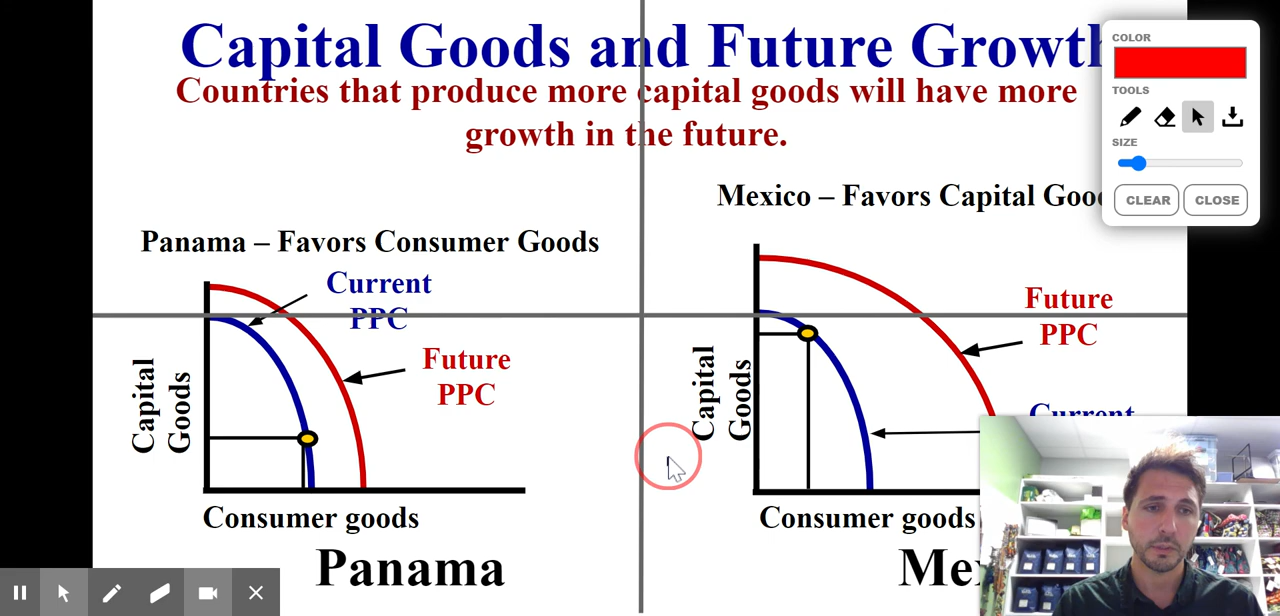 Capital Goods and Future Growth
Countries that produce more capital goods will have more
growth in the future.
Panama – Favors Consumer Goods
Current
PPC
Future
PPC
Capital
Goods
Consumer goods
Panama
Mexico – Favors Capital Goo
Future
PPC
Current
Capital
Goods
Consumer goods
Me
COLOR
TOOLS
SIZE
CLEAR CLOSE